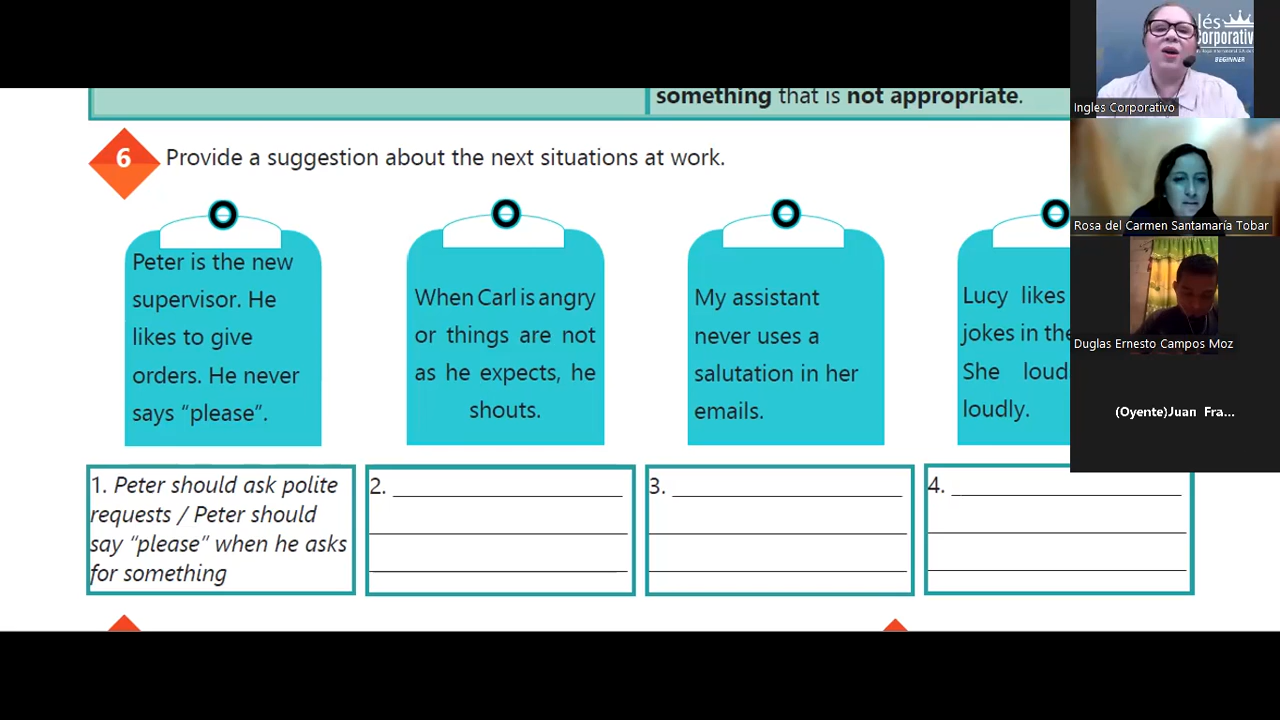 something that is not appropriate.
6
Provide a suggestion about the next situations at work.
Peter is the new
supervisor. He
likes to give
orders. He never
says “please”.
When Carl is angry
or things are not
as he expects, he
shouts.
My assistant
never uses a
salutation in her
emails.
Lucy likes
jokes in the
She loud
loudly.
1. Peter should ask polite
requests / Peter should
say “please” when he asks
for something
2.
3.
4.
lés
Corporativ
BEGINNER
Ingles Corporativo
Rosa del Carmen Santamaría Tobar
Duglas Ernesto Campos Moz
(Oyente)Juan Fra...